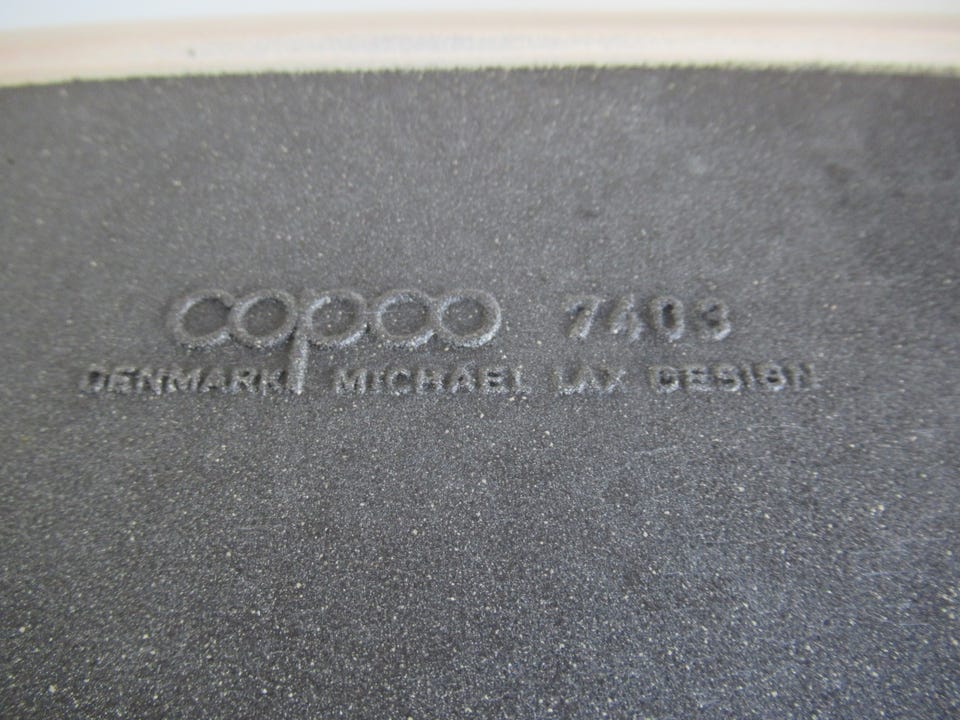 copco 7403
DENMARK MICHAEL LAX DESIGN